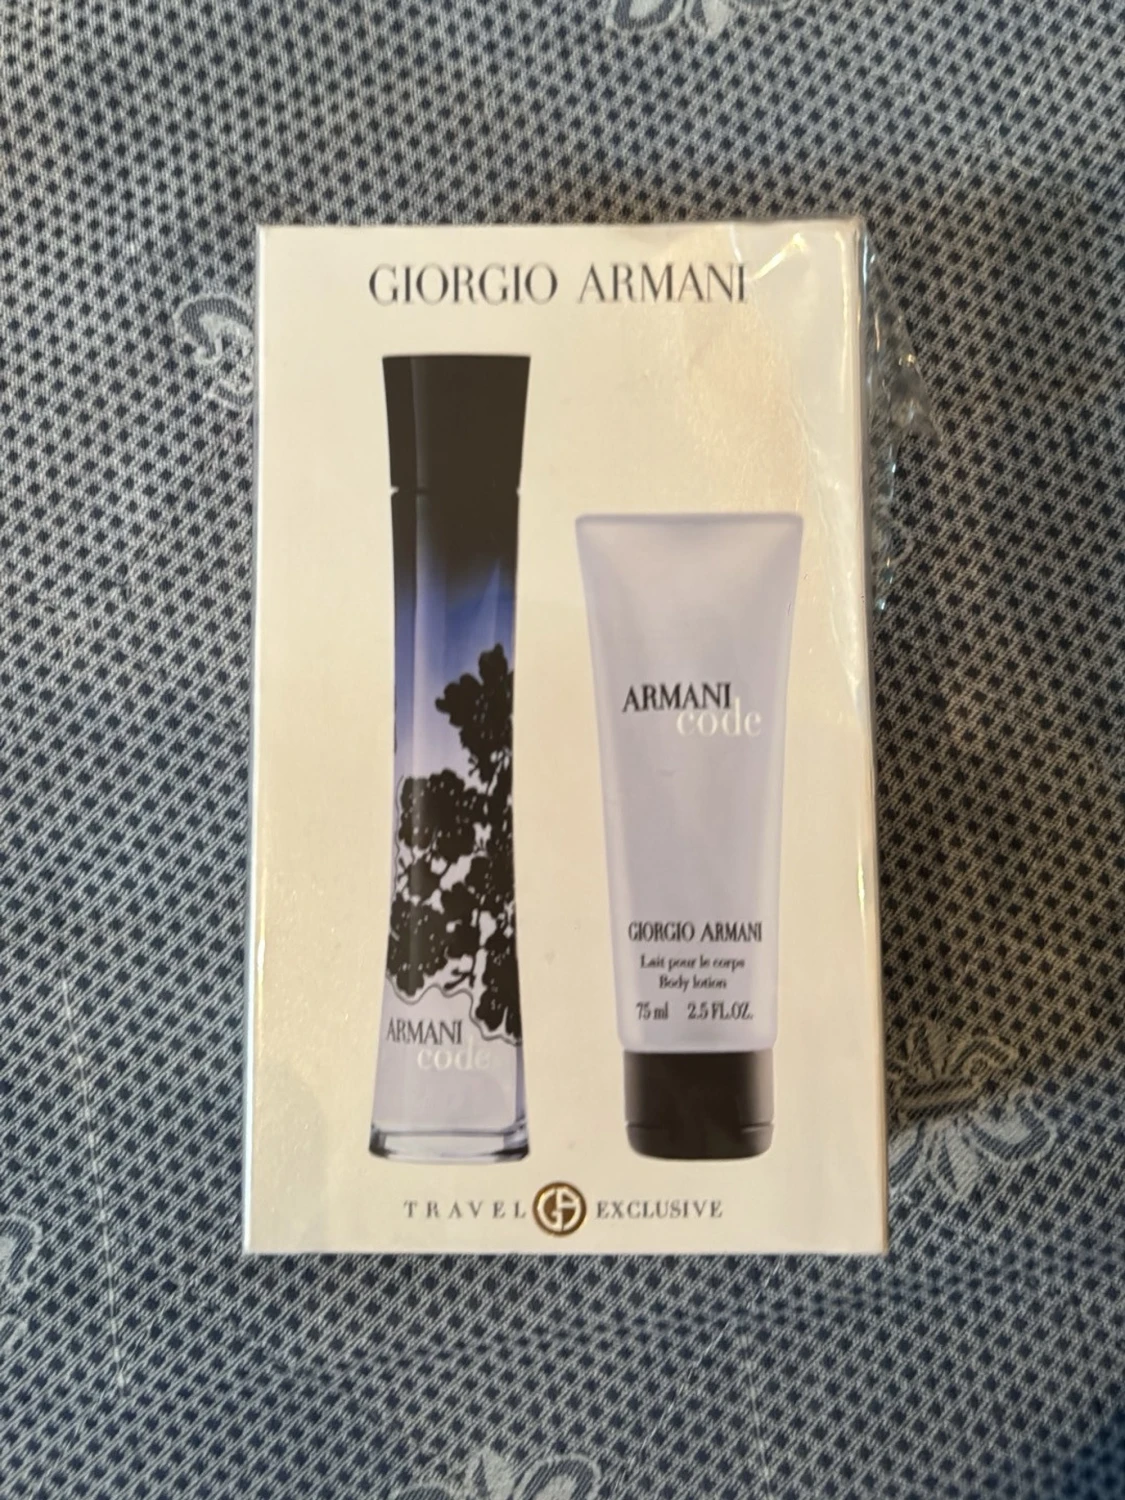 GIORGIO ARMANI
ARMANI
code
GIORGIO ARMANI
Lait pour le corps
Body lotion
75 ml 2.5 FL.OZ.
ARMANI
code
TRAVEL GA EXCLUSIVE